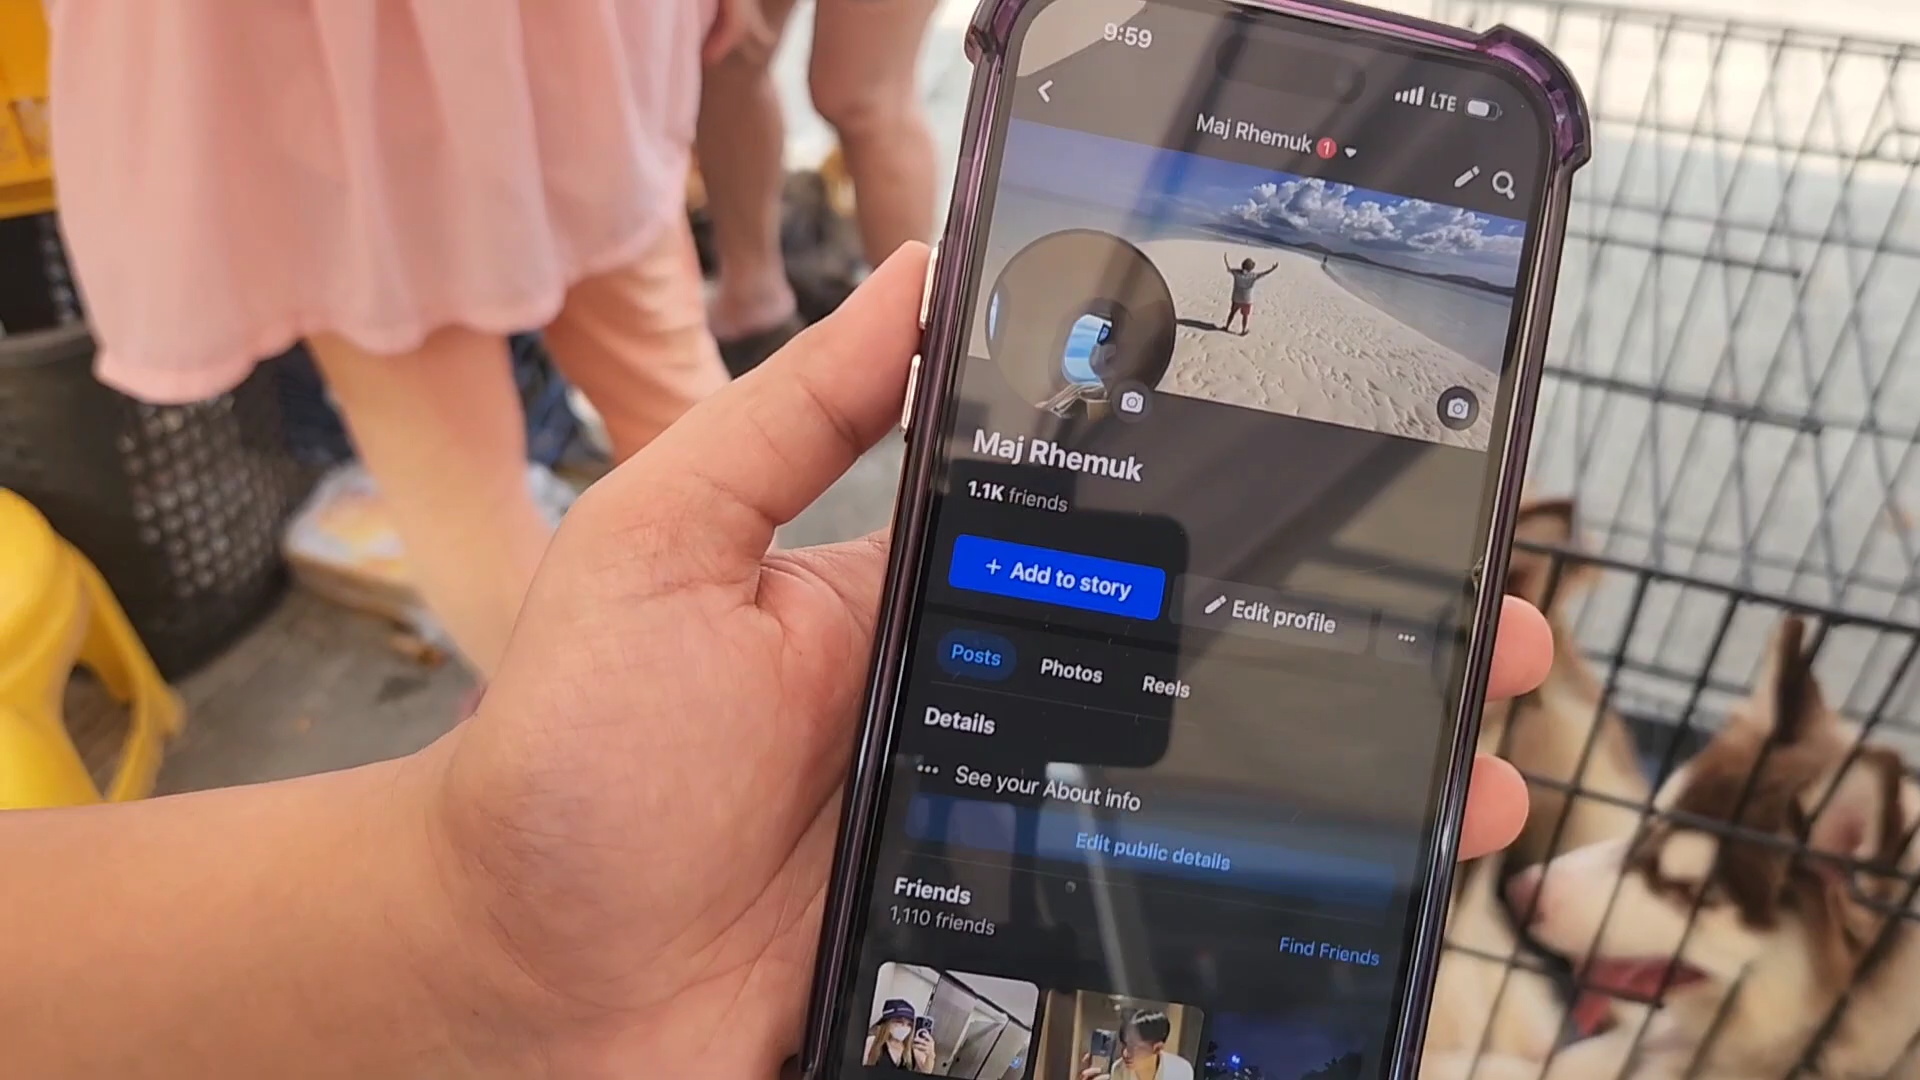 9:59
LTE
Maj Rhemuk 1
Maj Rhemuk
1.1K friends
+ Add to story
Edit profile
Posts
Photos
Reels
Details
See your About info
Edit public details
Friends
1,110 friends
Find Friends